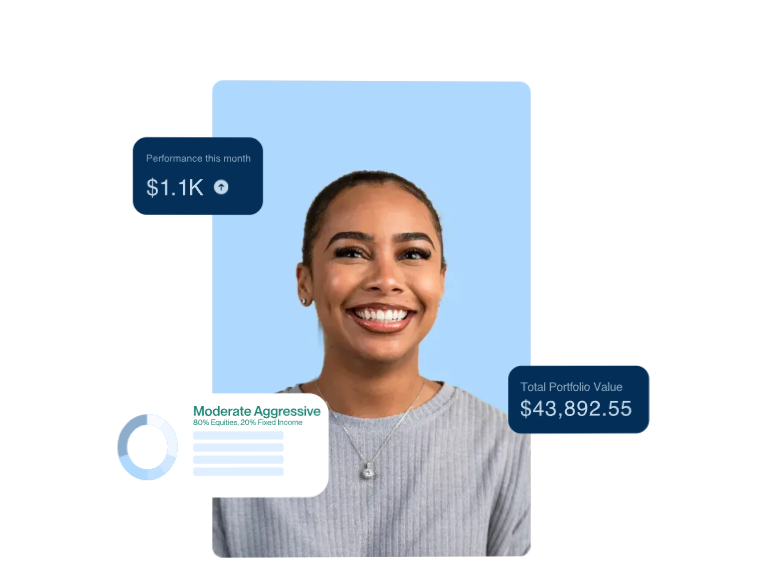 Performance this month
$1.1K
Moderate Aggressive
80% Equities, 20% Fixed Income
Total Portfolio Value
$43,892.55